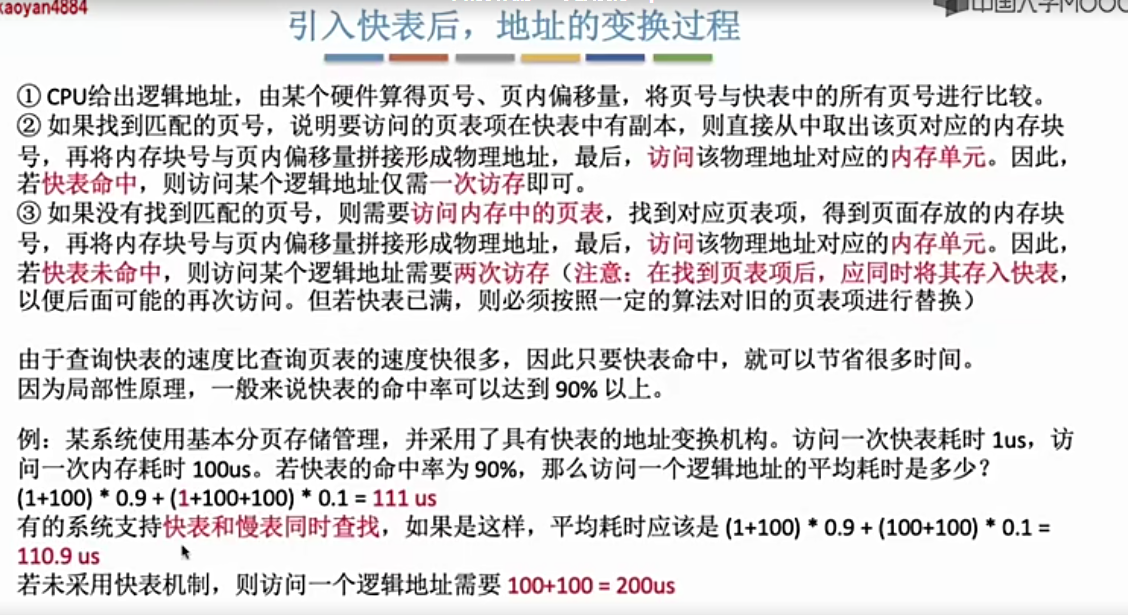 kaoyan4884
中国大学MOOC
引入快表后，地址的变换过程
① CPU给出逻辑地址，由某个硬件算得页号、页内偏移量，将页号与快表中的所有页号进行比较。
② 如果找到匹配的页号，说明要访问的页表项在快表中有副本，则直接从中取出该页对应的内存块
号，再将内存块号与页内偏移量拼接形成物理地址，最后，访问该物理地址对应的内存单元。因此，
若快表命中，则访问某个逻辑地址仅需一次访存即可。
③ 如果没有找到匹配的页号，则需要访问内存中的页表，找到对应页表项，得到页面存放的内存块
号，再将内存块号与页内偏移量拼接形成物理地址，最后，访问该物理地址对应的内存单元。因此，
若快表未命中，则访问某个逻辑地址需要两次访存（注意：在找到页表项后，应同时将其存入快表，
以便后面可能的再次访问。但若快表已满，则必须按照一定的算法对旧的页表项进行替换）
由于查询快表的速度比查询页表的速度快很多，因此只要快表命中，就可以节省很多时间。
因为局部性原理，一般来说快表的命中率可以达到 90% 以上。
例：某系统使用基本分页存储管理，并采用了具有快表的地址变换机构。访问一次快表耗时 1us，访
问一次内存耗时 100us。若快表的命中率为 90%，那么访问一个逻辑地址的平均耗时是多少？
(1+100) * 0.9 + (1+100+100) * 0.1 = 111 us
有的系统支持快表和慢表同时查找，如果是这样，平均耗时应该是 (1+100) * 0.9 + (100+100) * 0.1 =
110.9 us
若未采用快表机制，则访问一个逻辑地址需要 100+100 = 200us